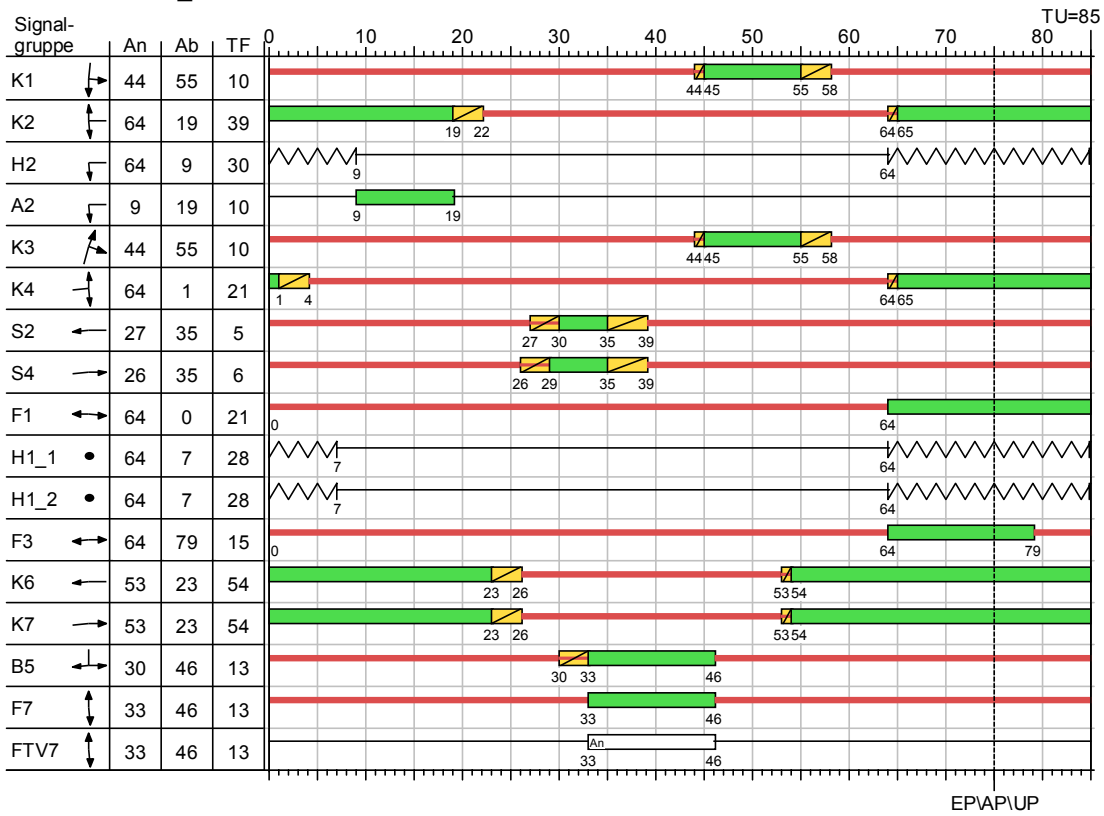 TU=85
Signal-
gruppe An Ab TF 0 10 20 30 40 50 60 70 80
K1 44 55 10
44 45 55 58
K2 64 19 39
19 22 64 65
H2 64 9 30
9 64
A2 9 19 10
9 19
K3 44 55 10
44 45 55 58
K4 64 1 21
1 4 64 65
S2 27 35 5
27 30 35 39
S4 26 35 6
26 29 35 39
F1 64 0 21
0 64
H1_1 64 7 28
7 64
H1_2 64 7 28
7 64
F3 64 79 15
0 64 79
K6 53 23 54
23 26 53 54
K7 53 23 54
23 26 53 54
B5 30 46 13
30 33 46
F7 33 46 13
33 46
FTV7 33 46 13 An
33 46
EP\AP\UP